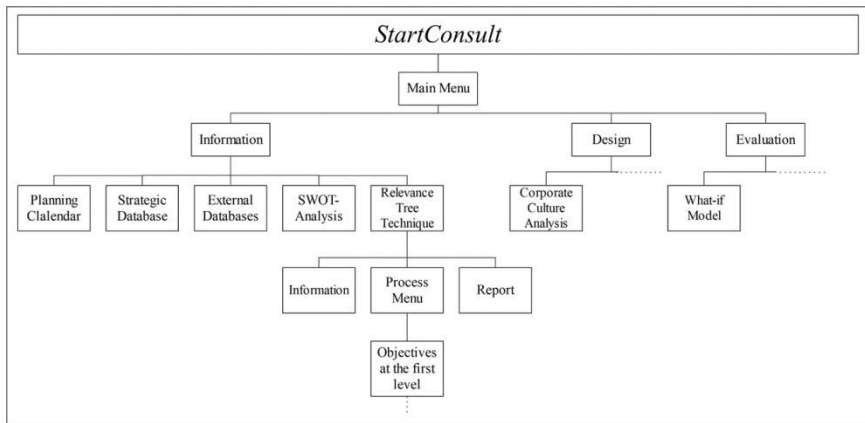 StartConsult
Main Menu
Information
Design
Evaluation
Planning
Clalendar
Strategic
Database
External
Databases
SWOT-
Analysis
Relevance
Tree
Technique
Corporate
Culture
Analysis
What-if
Model
Information
Process
Menu
Report
Objectives
at the first
level